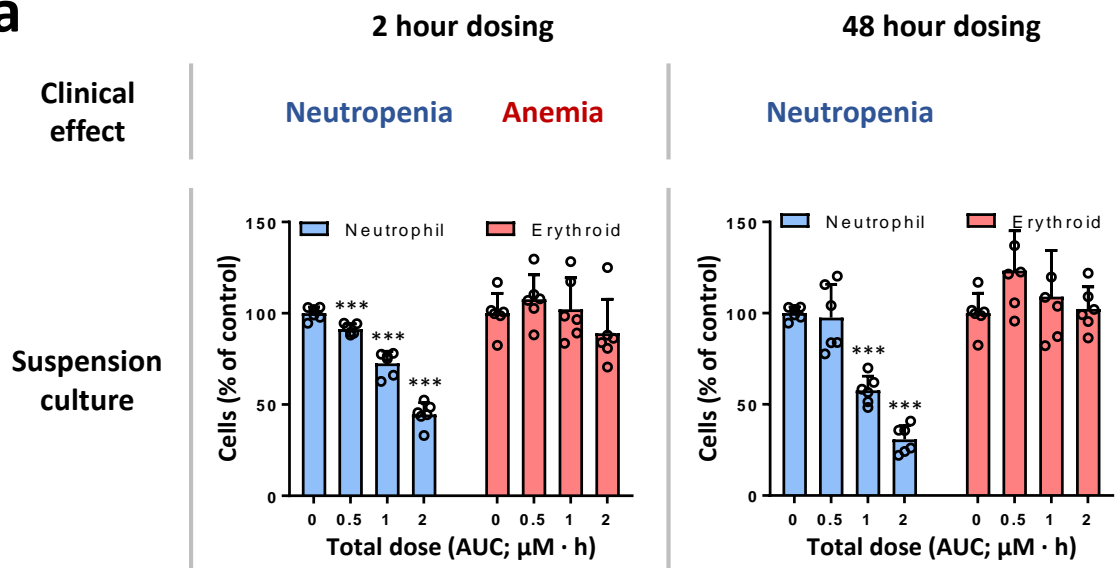 a
2 hour dosing
48 hour dosing
Clinical
effect
Neutropenia
Anemia
Neutropenia
Suspension
culture
Cells (% of control)
150
100
50
0
Neutrophil
Erythroid
***
***
***
0 0.5 1 2 0 0.5 1 2
Total dose (AUC; µM · h)
Cells (% of control)
150
100
50
0
Neutrophil
Erythroid
***
***
0 0.5 1 2 0 0.5 1 2
Total dose (AUC; µM · h)